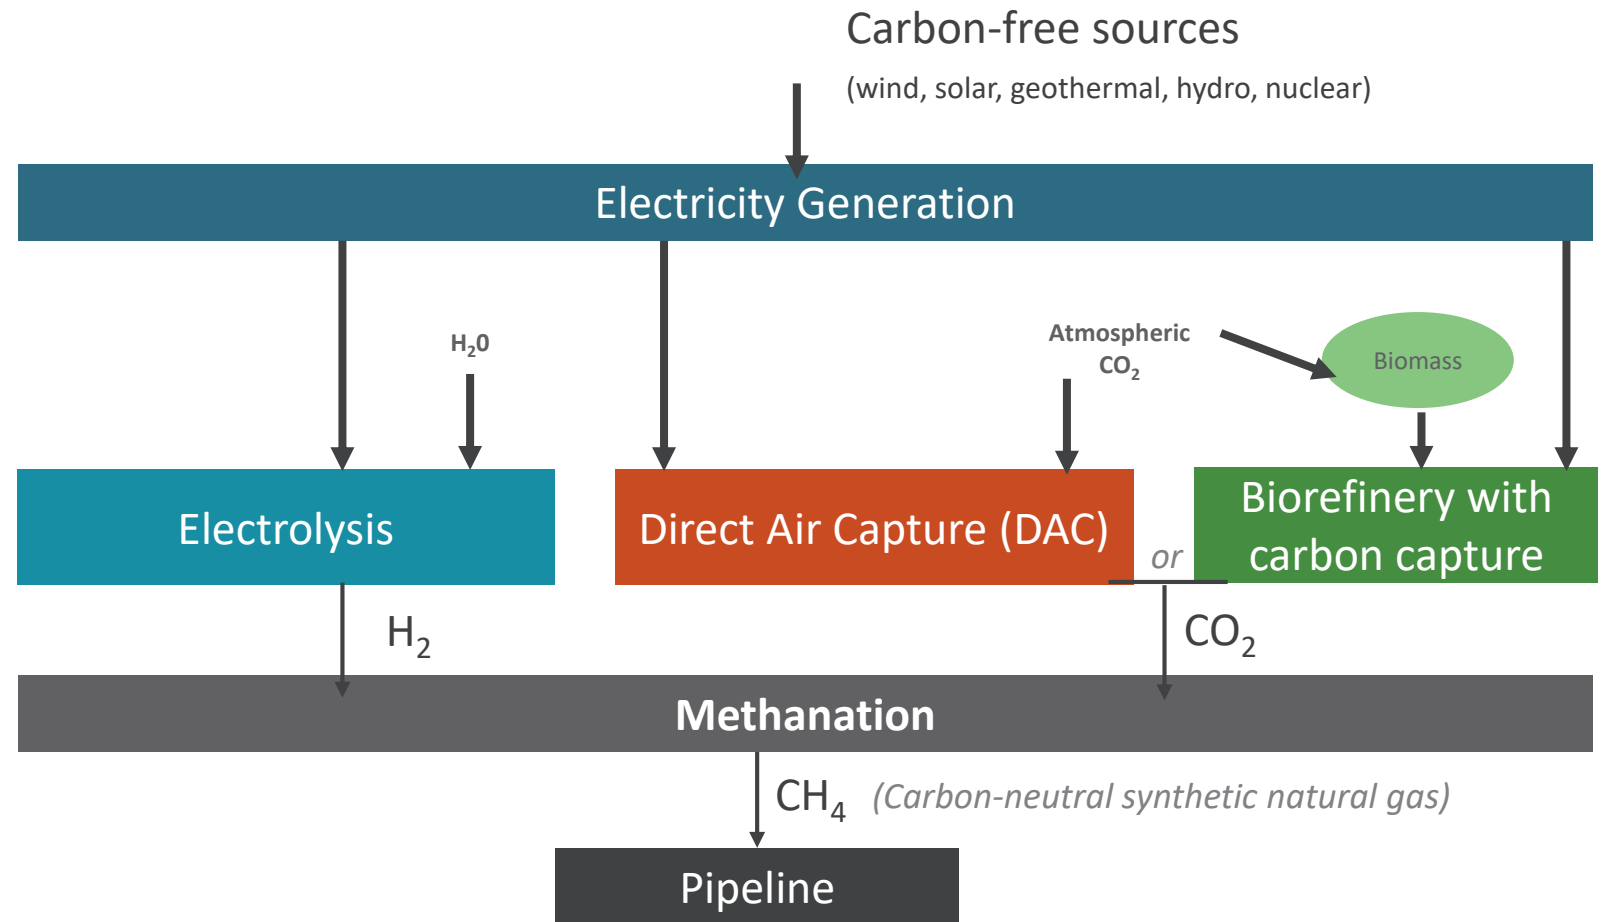 Carbon-free sources
(wind, solar, geothermal, hydro, nuclear)
Electricity Generation
H₂0
Atmospheric
CO₂
Biomass
Electrolysis
Direct Air Capture (DAC)
or
Biorefinery with
carbon capture
H₂
CO₂
Methanation
CH₄ (Carbon-neutral synthetic natural gas)
Pipeline